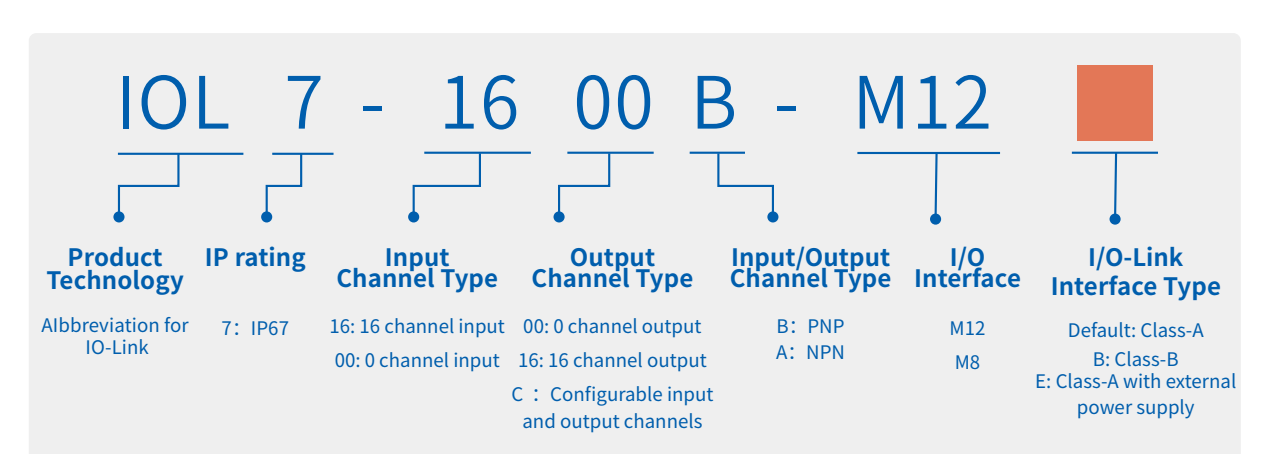 IOL 7 - 16 00 B - M12
Product
Technology
AIbbreviation for
IO-Link
IP rating
7：IP67
Input
Channel Type
16: 16 channel input
00: 0 channel input
Output
Channel Type
00: 0 channel output
16: 16 channel output
C ：Configurable input
and output channels
Input/Output
Channel Type
B：PNP
A：NPN
I/O
Interface
M12
M8
I/O-Link
Interface Type
Default: Class-A
B: Class-B
E: Class-A with external
power supply